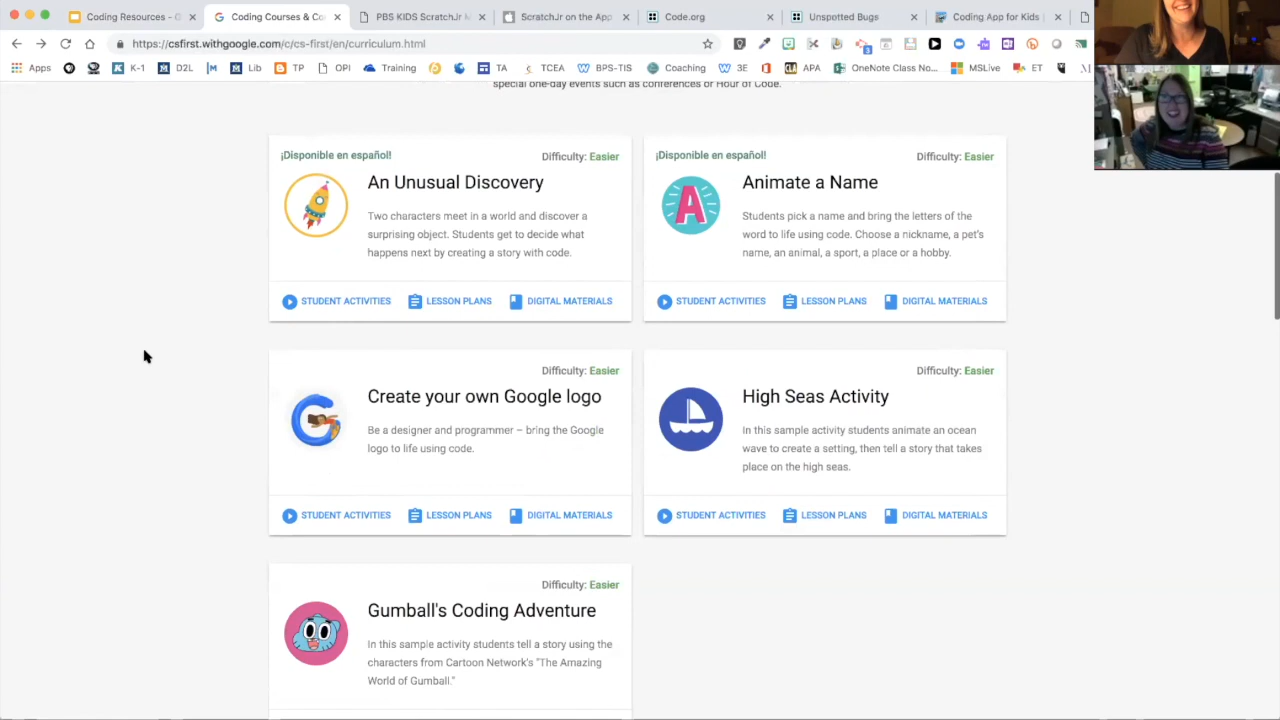 Coding Resources - G
Coding Courses & Co
PBS KIDS ScratchJr M
ScratchJr on the App
Code.org
Unspotted Bugs
Coding App for Kids |
https://csfirst.withgoogle.com/c/cs-first/en/curriculum.html
Apps
K-1
D2L
Lib
TP
OPI
Training
TA
TCEA
BPS-TIS
Coaching
3E
APA
OneNote Class No...
MSLive
ET
special one-day events such as conferences or Hour of Code.
¡Disponible en español!
Difficulty: Easier
An Unusual Discovery
Two characters meet in a world and discover a
surprising object. Students get to decide what
happens next by creating a story with code.
STUDENT ACTIVITIES
LESSON PLANS
DIGITAL MATERIALS
¡Disponible en español!
Difficulty: Easier
A
Animate a Name
Students pick a name and bring the letters of the
word to life using code. Choose a nickname, a pet's
name, an animal, a sport, a place or a hobby.
STUDENT ACTIVITIES
LESSON PLANS
DIGITAL MATERIALS
Difficulty: Easier
G
Create your own Google logo
Be a designer and programmer – bring the Google
logo to life using code.
STUDENT ACTIVITIES
LESSON PLANS
DIGITAL MATERIALS
Difficulty: Easier
High Seas Activity
In this sample activity students animate an ocean
wave to create a setting, then tell a story that takes
place on the high seas.
STUDENT ACTIVITIES
LESSON PLANS
DIGITAL MATERIALS
Difficulty: Easier
Gumball's Coding Adventure
In this sample activity students tell a story using the
characters from Cartoon Network's "The Amazing
World of Gumball."